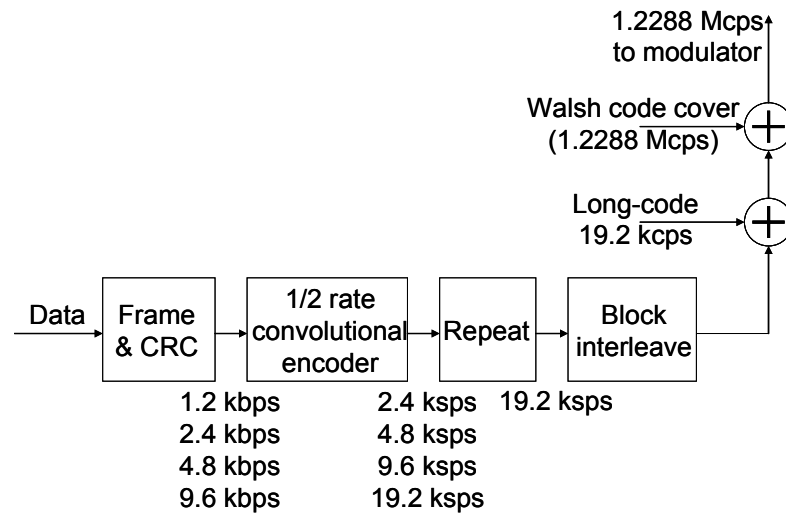 1.2288 Mcps
to modulator
Walsh code cover
(1.2288 Mcps)
Long-code
19.2 kcps
Data
Frame
& CRC
1/2 rate
convolutional
encoder
Repeat
Block
interleave
1.2 kbps
2.4 kbps
4.8 kbps
9.6 kbps
2.4 ksps
4.8 ksps
9.6 ksps
19.2 ksps
19.2 ksps